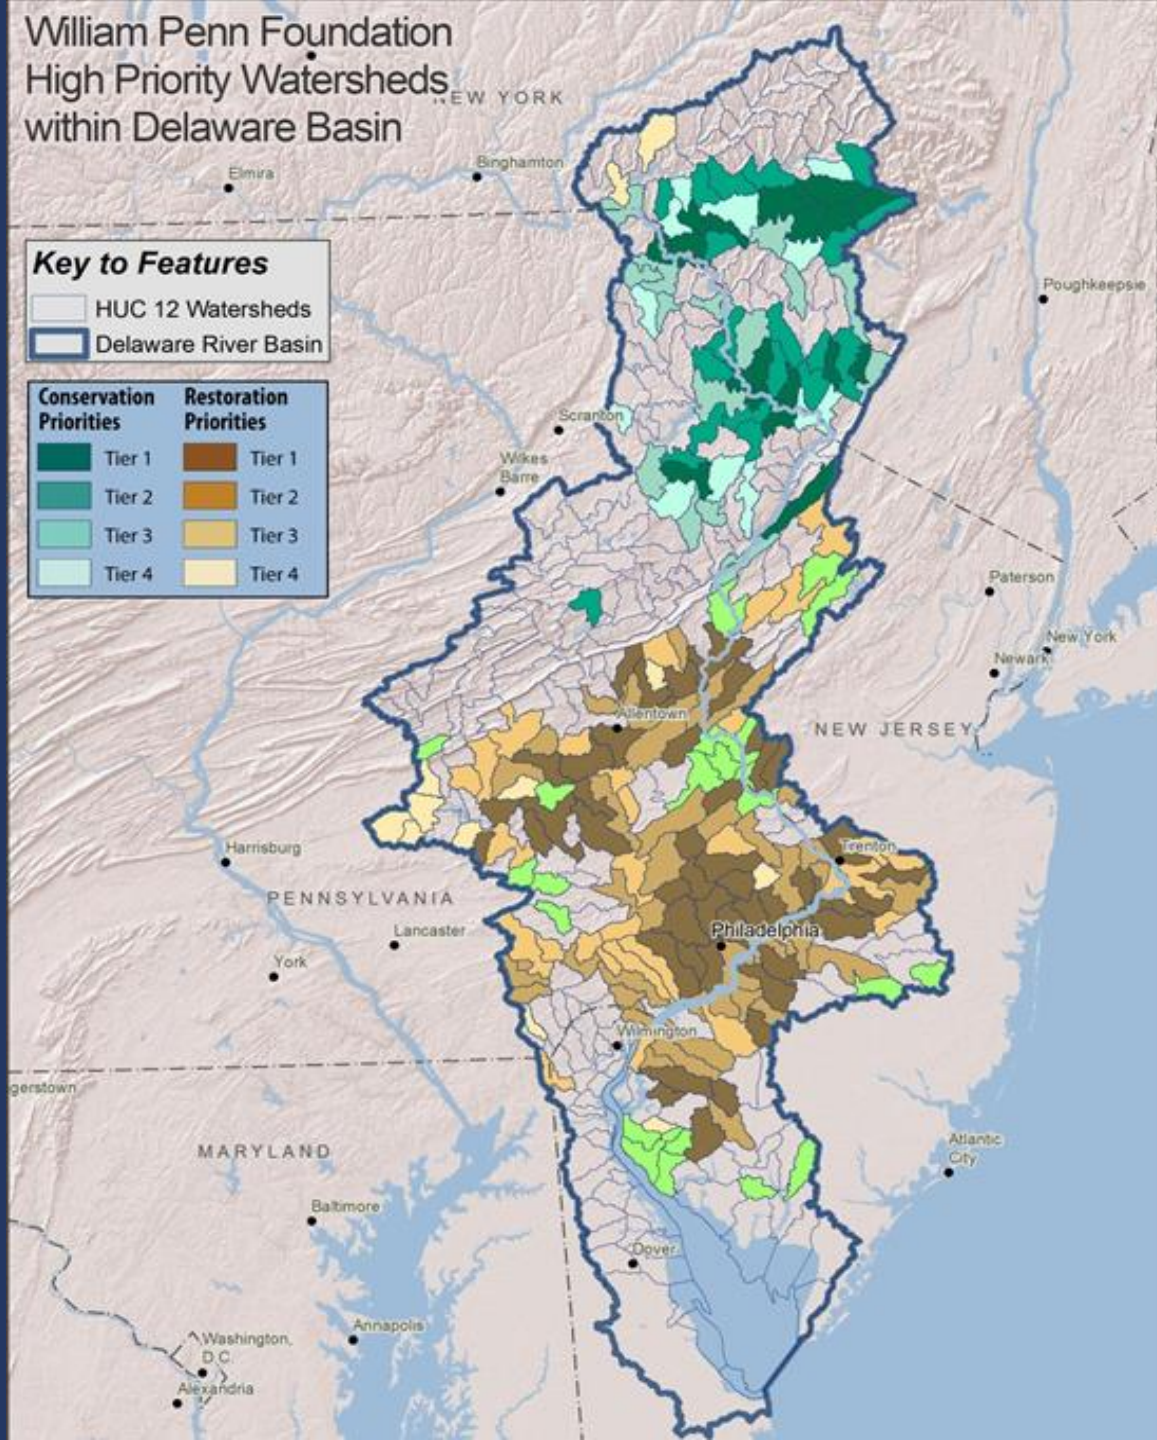 William Penn Foundation
High Priority Watersheds
within Delaware Basin
NEW YORK
Elmira
Binghamton
Key to Features
HUC 12 Watersheds
Delaware River Basin
Poughkeepsie
Conservation Priorities
Restoration Priorities
Tier 1
Tier 1
Tier 2
Tier 2
Tier 3
Tier 3
Tier 4
Tier 4
Scranton
Wilkes
Barre
Paterson
New York
Newark
Allentown
NEW JERSEY
Harrisburg
Trenton
PENNSYLVANIA
Lancaster
Philadelphia
York
Wilmington
gerstown
MARYLAND
Atlantic
City
Baltimore
Dover
Annapolis
Washington,
D.C.
Alexandria